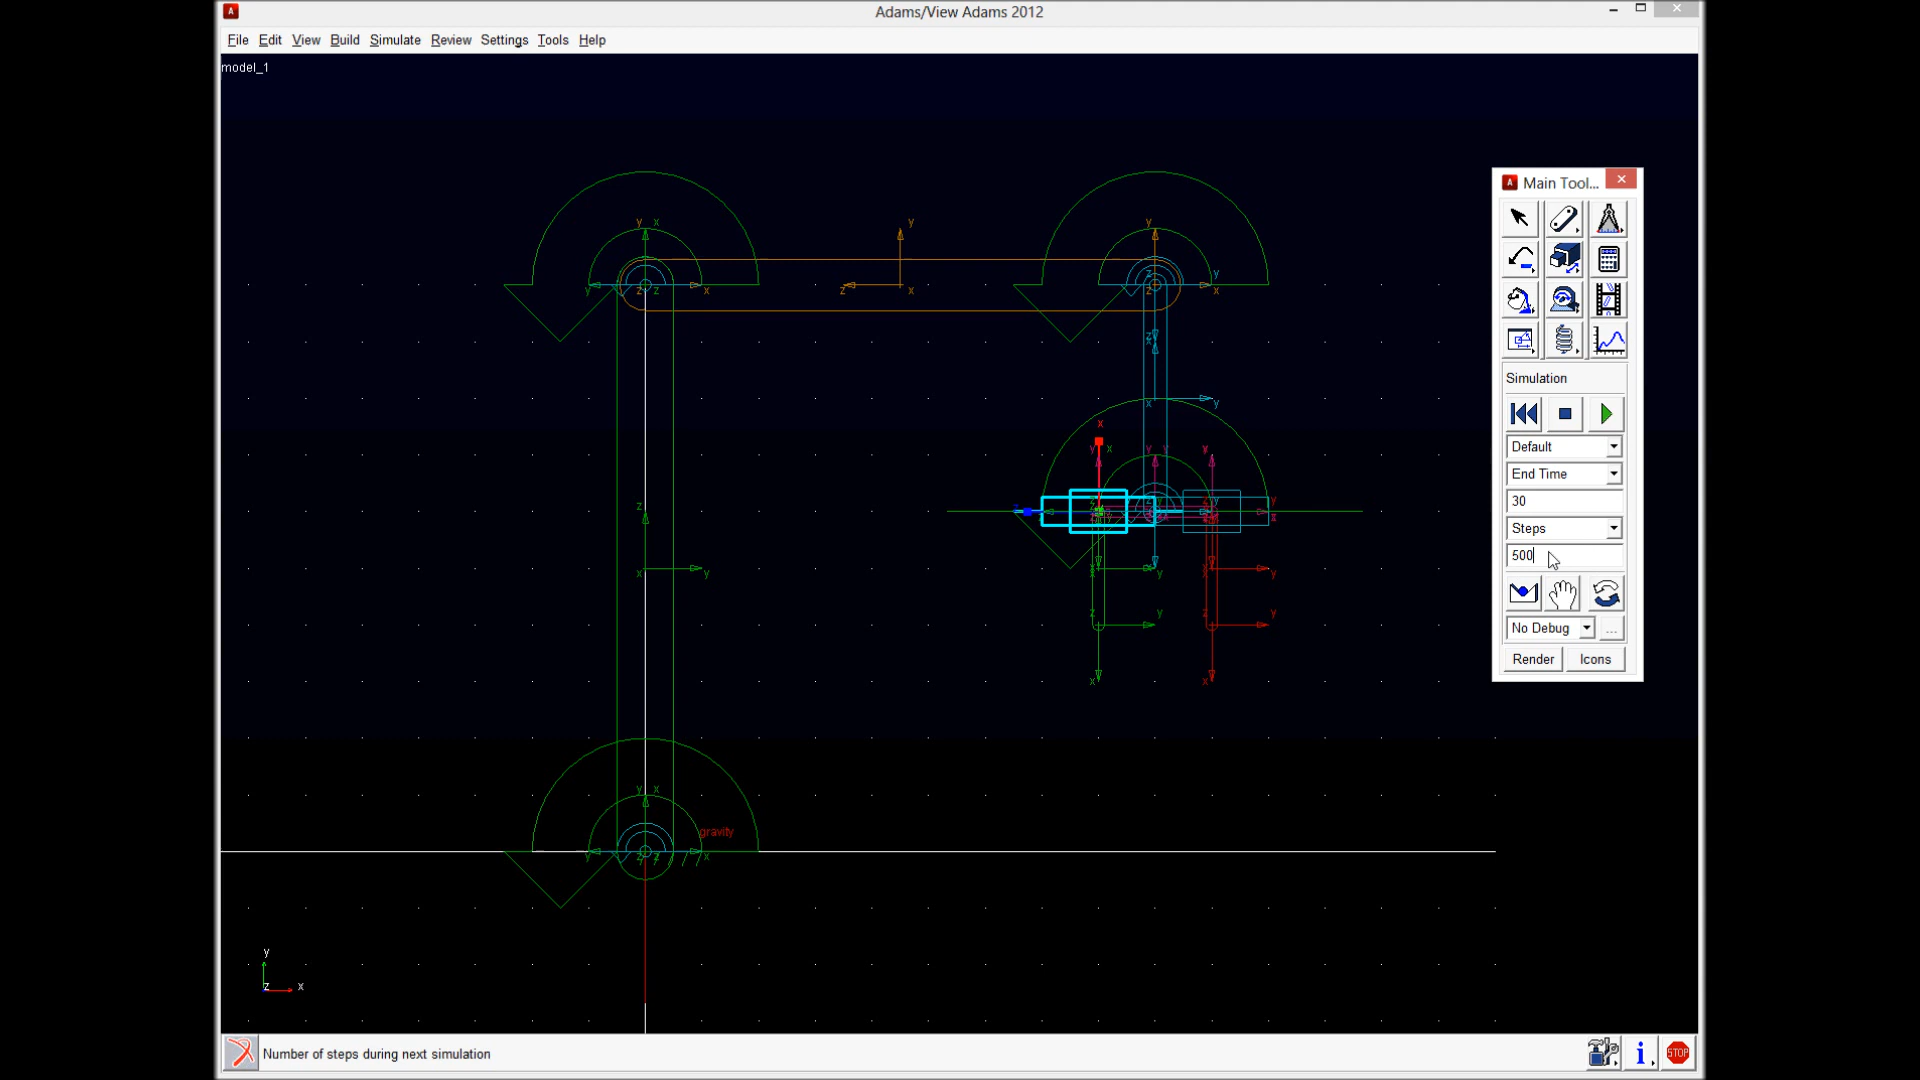 Adams/View Adams 2012
File Edit View Build Simulate Review Settings Tools Help
model_1
Main Tool...
Simulation
Default
End Time
30
Steps
500
No Debug
...
Render Icons
gravity
y
z x
Number of steps during next simulation
i
STOP